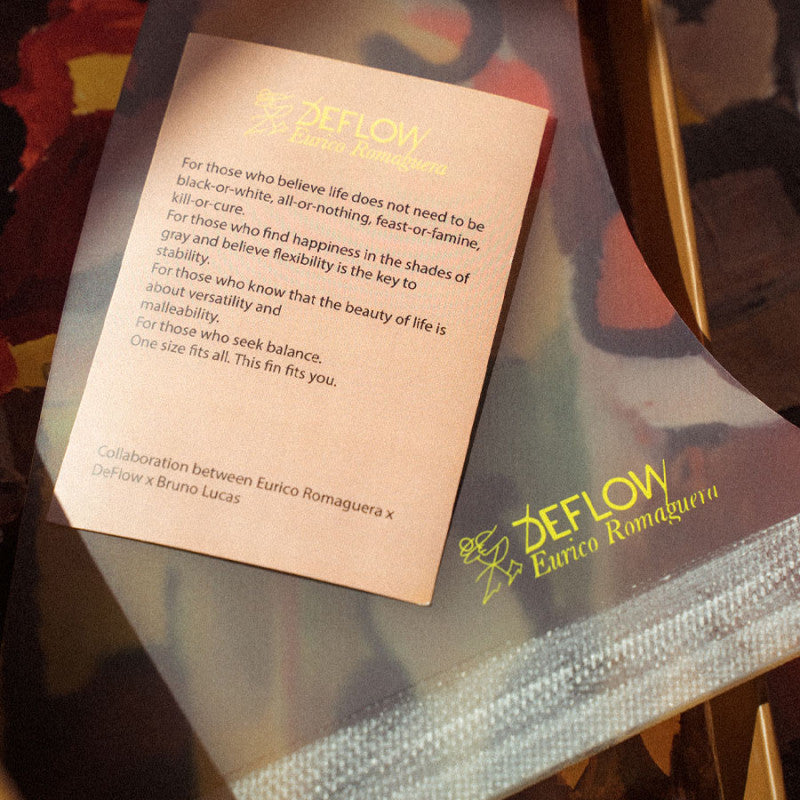 DEFLOW
Eurico Romaguera
For those who believe life does not need to be
black-or-white, all-or-nothing, feast-or-famine,
kill-or-cure.
For those who find happiness in the shades of
gray and believe flexibility is the key to
stability.
For those who know that the beauty of life is
about versatility and
malleability.
For those who seek balance.
One size fits all. This fin fits you.
Collaboration between Eurico Romaguera x
DeFlow x Bruno Lucas
DEFLOW
Eurico Romaguera